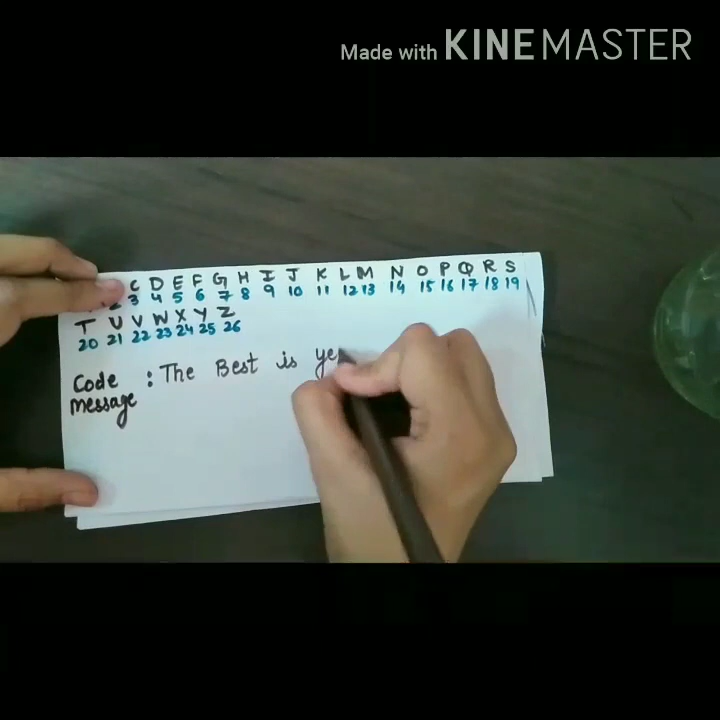 Made with KINEMASTER
C D E F G H I J K L M N O P Q R S
3 4 5 6 7 8 9 10 11 12 13 14 15 16 17 18 19
T U V W X Y Z
20 21 22 23 24 25 26
Code : The Best is ye
message